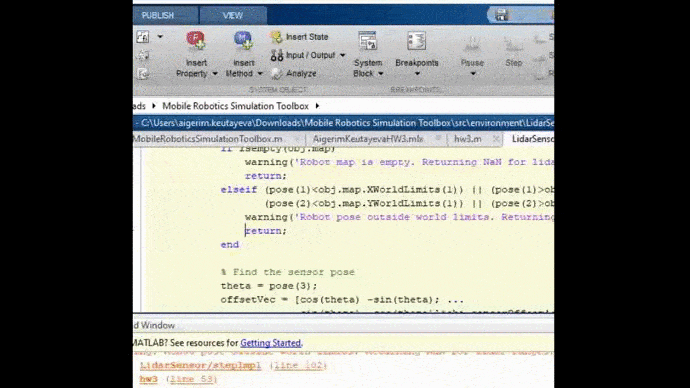 PUBLISH VIEW
Insert Property
Insert Method
Insert State
Input / Output
Analyze
System Block
Breakpoints
Pause
Step
SYSTEM OBJECT
BREAKPOINTS
ads Mobile Robotics Simulation Toolbox
- C:\Users\aigerim.keutayeva\Downloads\Mobile Robotics Simulation Toolbox\src\environment\LidarSenso
MobileRoboticsSimulationToolbox.m AigerimKeutayevaHW3.mlx hw3.m LidarSenso
if isempty(obj.map)
warning('Robot map is empty. Returning NaN for lida
return;
elseif (pose(1)<obj.map.XWorldLimits(1)) || (pose(1)>ob
(pose(2)<obj.map.YWorldLimits(1)) || (pose(2)>ob
warning('Robot pose outside world limits. Returning
return;
end
% Find the sensor pose
theta = pose(3);
offsetVec = [cos(theta) -sin(theta); ...
d Window
MATLAB? See resources for Getting Started.
LidarSensor/stepImpl (line 102)
hw3 (line 53)